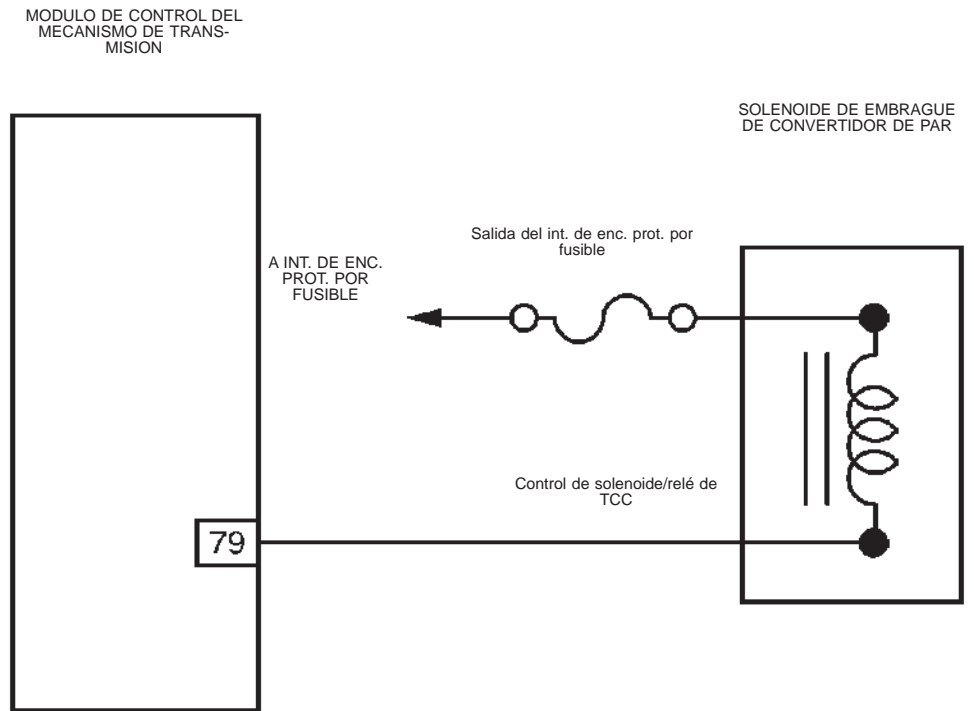 MODULO DE CONTROL DEL
MECANISMO DE TRANS-
MISION
SOLENOIDE DE EMBRAGUE
DE CONVERTIDOR DE PAR
Salida del int. de enc. prot. por
fusible
A INT. DE ENC.
PROT. POR
FUSIBLE
Control de solenoide/relé de
TCC
79